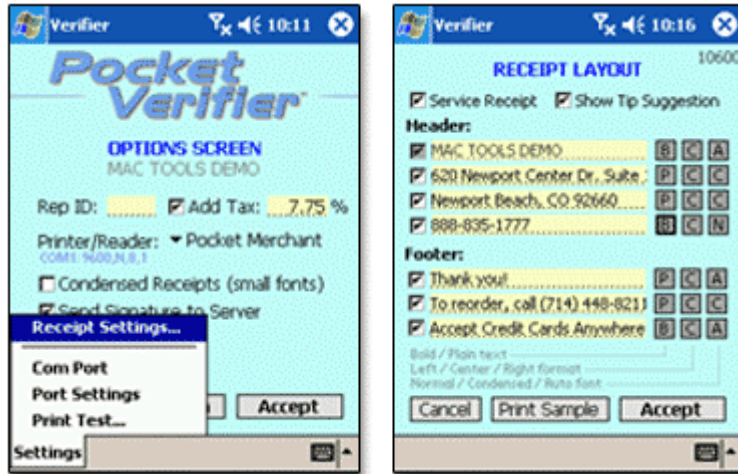 Verifier 10:11
Pocket
Verifier™
OPTIONS SCREEN
MAC TOOLS DEMO
Rep ID: Add Tax: 7.75 %
Printer/Reader: Pocket Merchant
COM1: 9600,N,8,1
Condensed Receipts (small fonts)
Send Signature to Server
Receipt Settings...
Com Port
Port Settings
Print Test...
Accept
Settings
Verifier 10:16
10600
RECEIPT LAYOUT
Service Receipt Show Tip Suggestion
Header:
MAC TOOLS DEMO B C A
620 Newport Center Dr., Suite P C C
Newport Beach, CO 92660 P C C
888-835-1777 B C N
Footer:
Thank you! P C A
To reorder, call (714) 448-8211 P C C
Accept Credit Cards Anywhere B C A
Bold / Plain text
Left / Center / Right format
Normal / Condensed / Auto font
Cancel Print Sample Accept